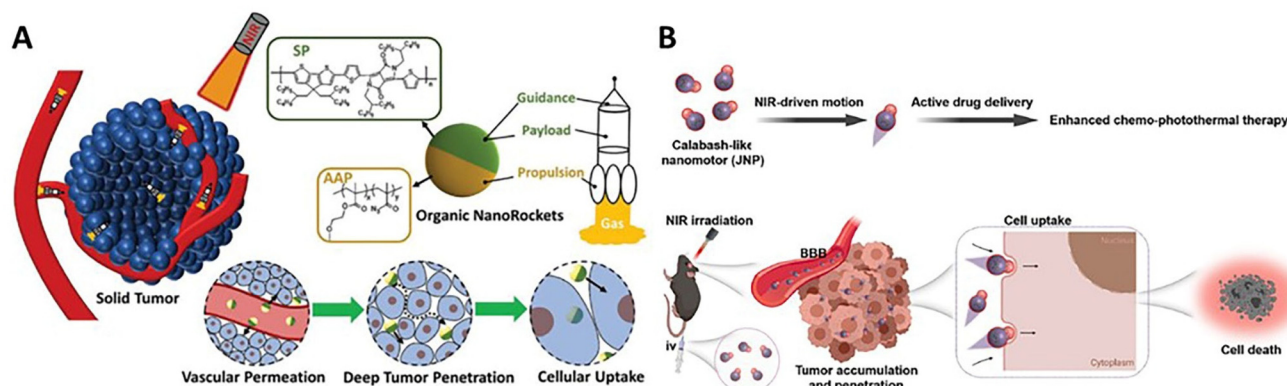 A
NIR
SP
Guidance
Payload
Propulsion
AAP
Organic NanoRockets
Gas
Solid Tumor
Vascular Permeation
Deep Tumor Penetration
Cellular Uptake
B
NIR-driven motion
Active drug delivery
Enhanced chemo-photothermal therapy
Calabash-like
nanomotor (JNP)
NIR irradiation
BBB
Cell uptake
Nucleus
iv
Cytoplasm
Tumor accumulation
and penetration
Cell death